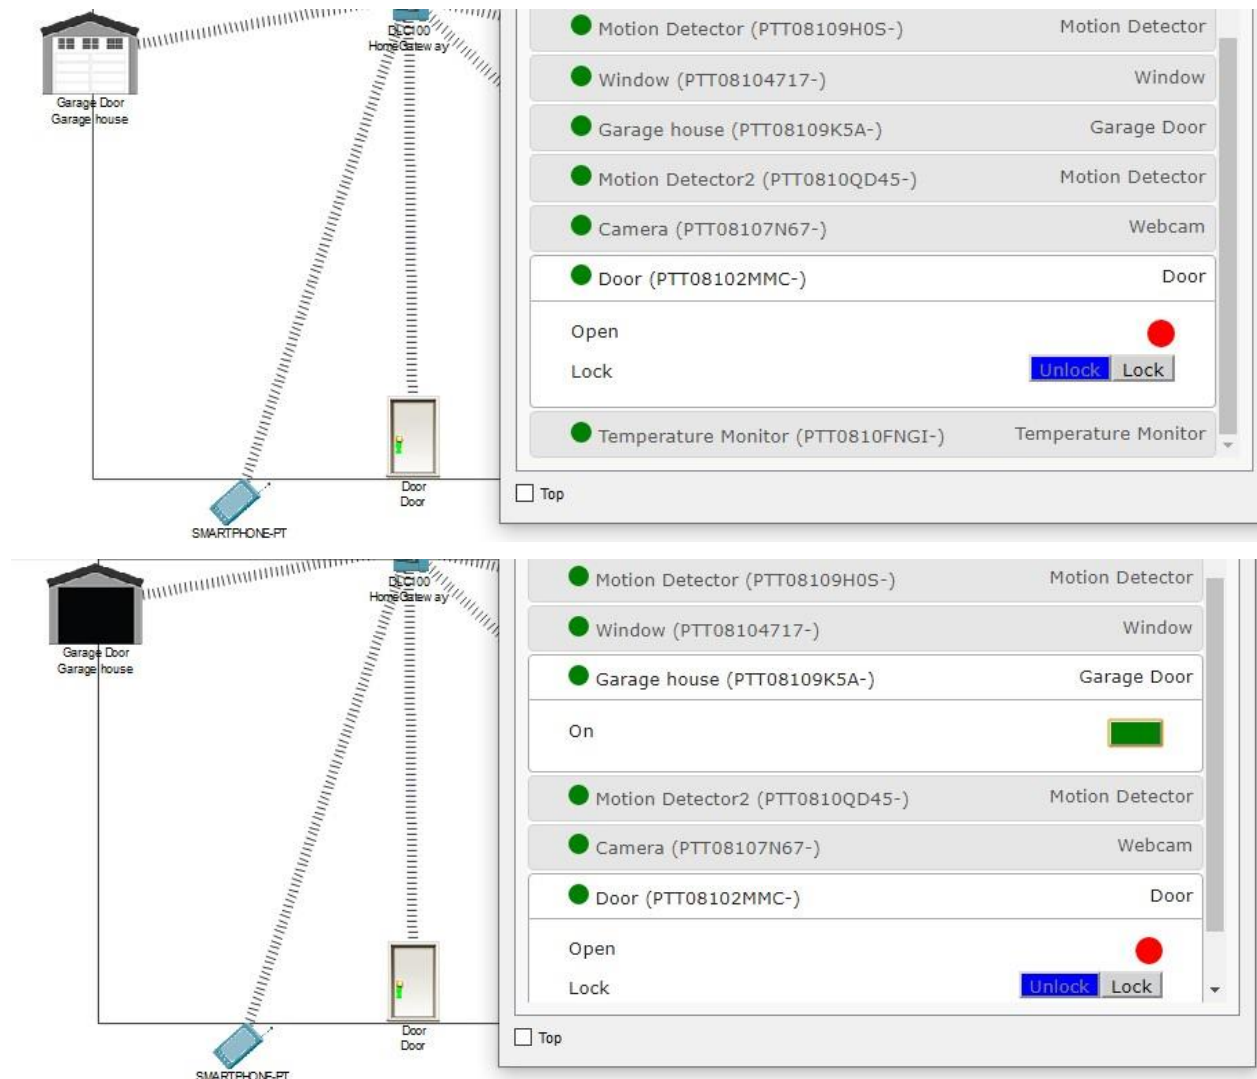 DLC100
HomeGateway
Garage Door
Garage house
Door
Door
SMARTPHONE-PT
Motion Detector (PTT08109H0S-) Motion Detector
Window (PTT08104717-) Window
Garage house (PTT08109K5A-) Garage Door
Motion Detector2 (PTT0810QD45-) Motion Detector
Camera (PTT08107N67-) Webcam
Door (PTT08102MMC-) Door
Open
Lock Unlock Lock
Temperature Monitor (PTT0810FNGI-) Temperature Monitor
Top
DLC100
HomeGateway
Garage Door
Garage house
Door
Door
SMARTPHONE-PT
Motion Detector (PTT08109H0S-) Motion Detector
Window (PTT08104717-) Window
Garage house (PTT08109K5A-) Garage Door
On
Motion Detector2 (PTT0810QD45-) Motion Detector
Camera (PTT08107N67-) Webcam
Door (PTT08102MMC-) Door
Open
Lock Unlock Lock
Top